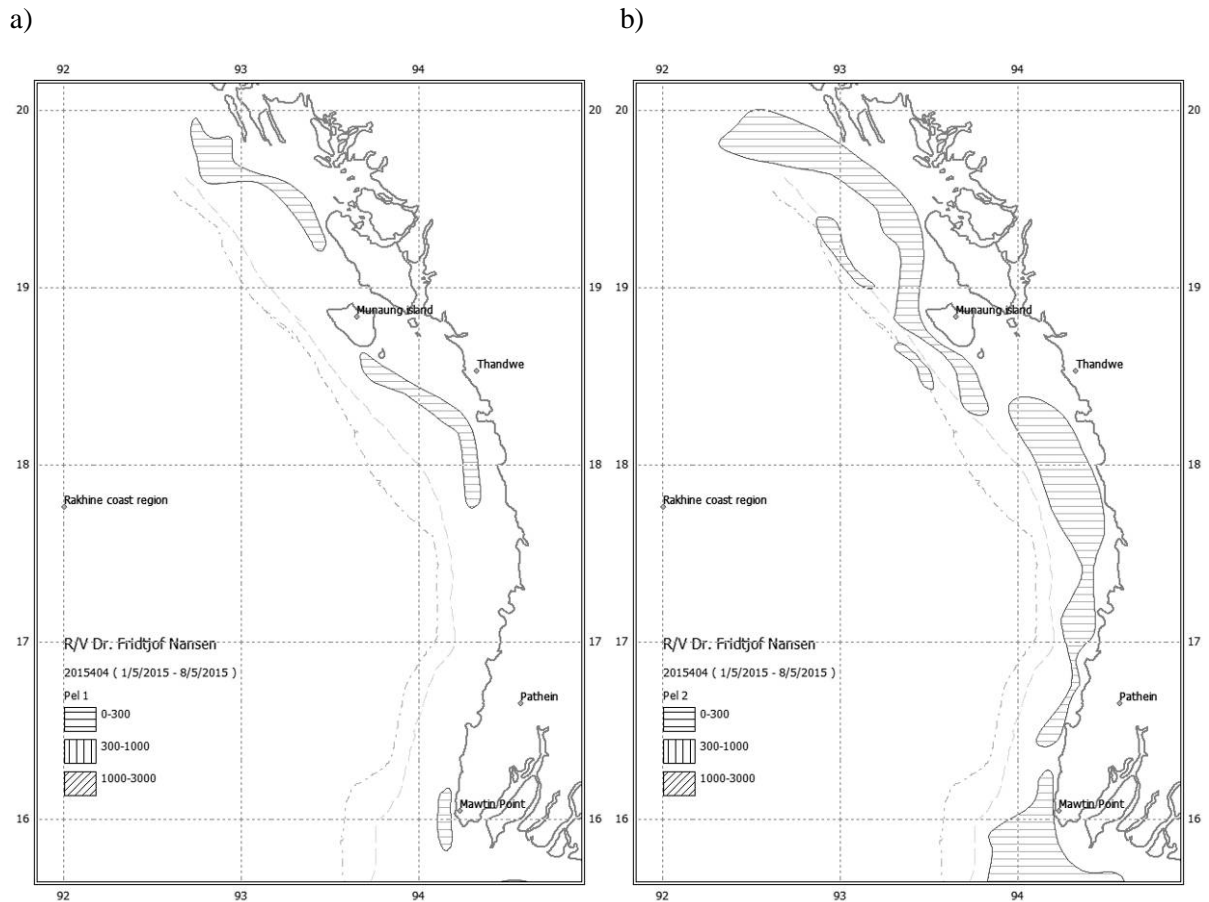 a)
92 93 94
20 20
19 19
Munaung island
Thandwe
18 18
Rakhine coast region
17 17
R/V Dr. Fridtjof Nansen
2015404 ( 1/5/2015 - 8/5/2015 )
Pel 1
0-300
Pathein
300-1000
1000-3000
Mawtin/Point
16 16
92 93 94
b)
92 93 94
20 20
19 19
Munaung island
Thandwe
18 18
Rakhine coast region
17 17
R/V Dr. Fridtjof Nansen
2015404 ( 1/5/2015 - 8/5/2015 )
Pel 2
0-300
Pathein
300-1000
1000-3000
Mawtin/Point
16 16
92 93 94